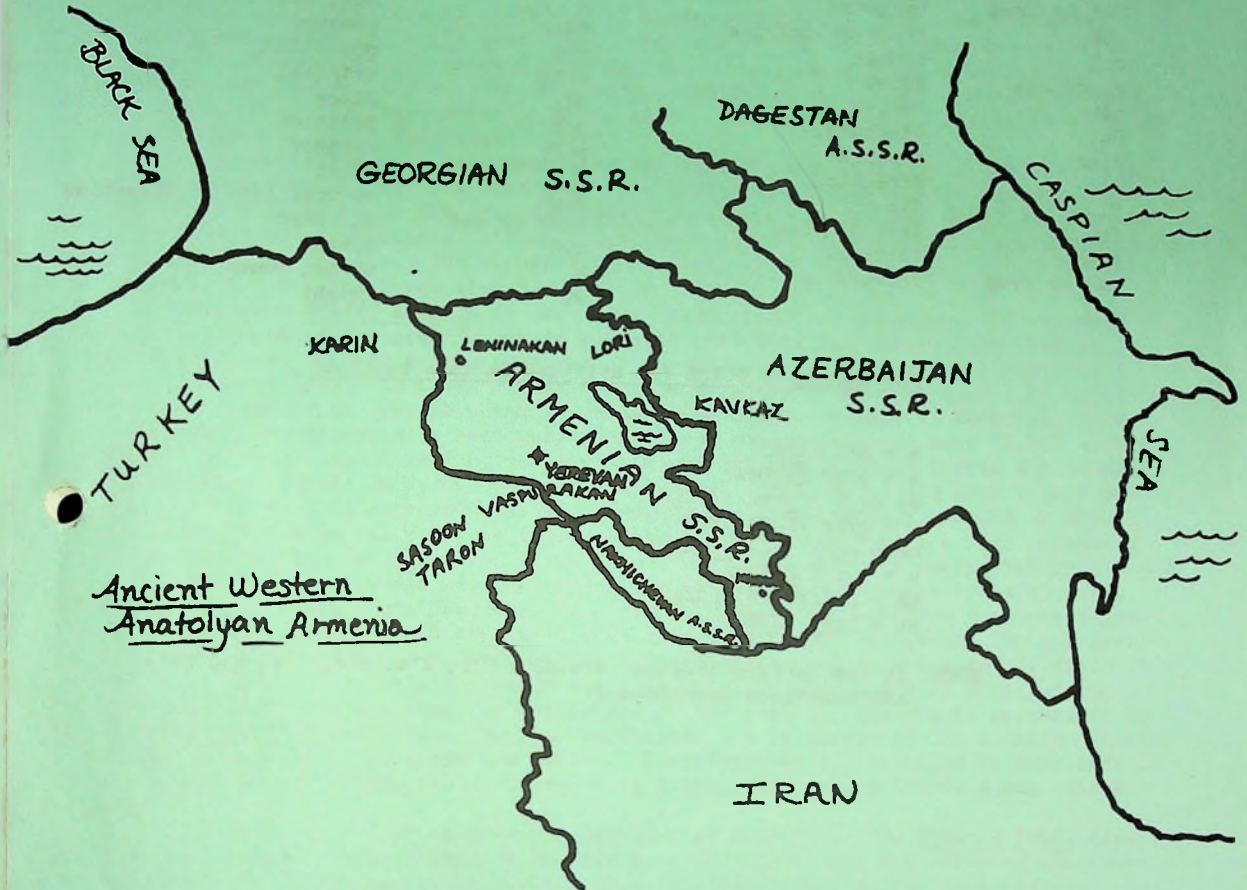 BLACK SEA
DAGESTAN
A.S.S.R.
GEORGIAN S.S.R.
CASPIAN SEA
KARIN
LENINAKAN
LORI
ARMENIAN S.S.R.
AZERBAIJAN
S.S.R.
KAVKAZ
TURKEY
YEREVAN
SASOON VASPURAKAN
TARON
NAKHICHEVAN A.S.S.R.
Ancient Western
Anatolyan Armenia
IRAN